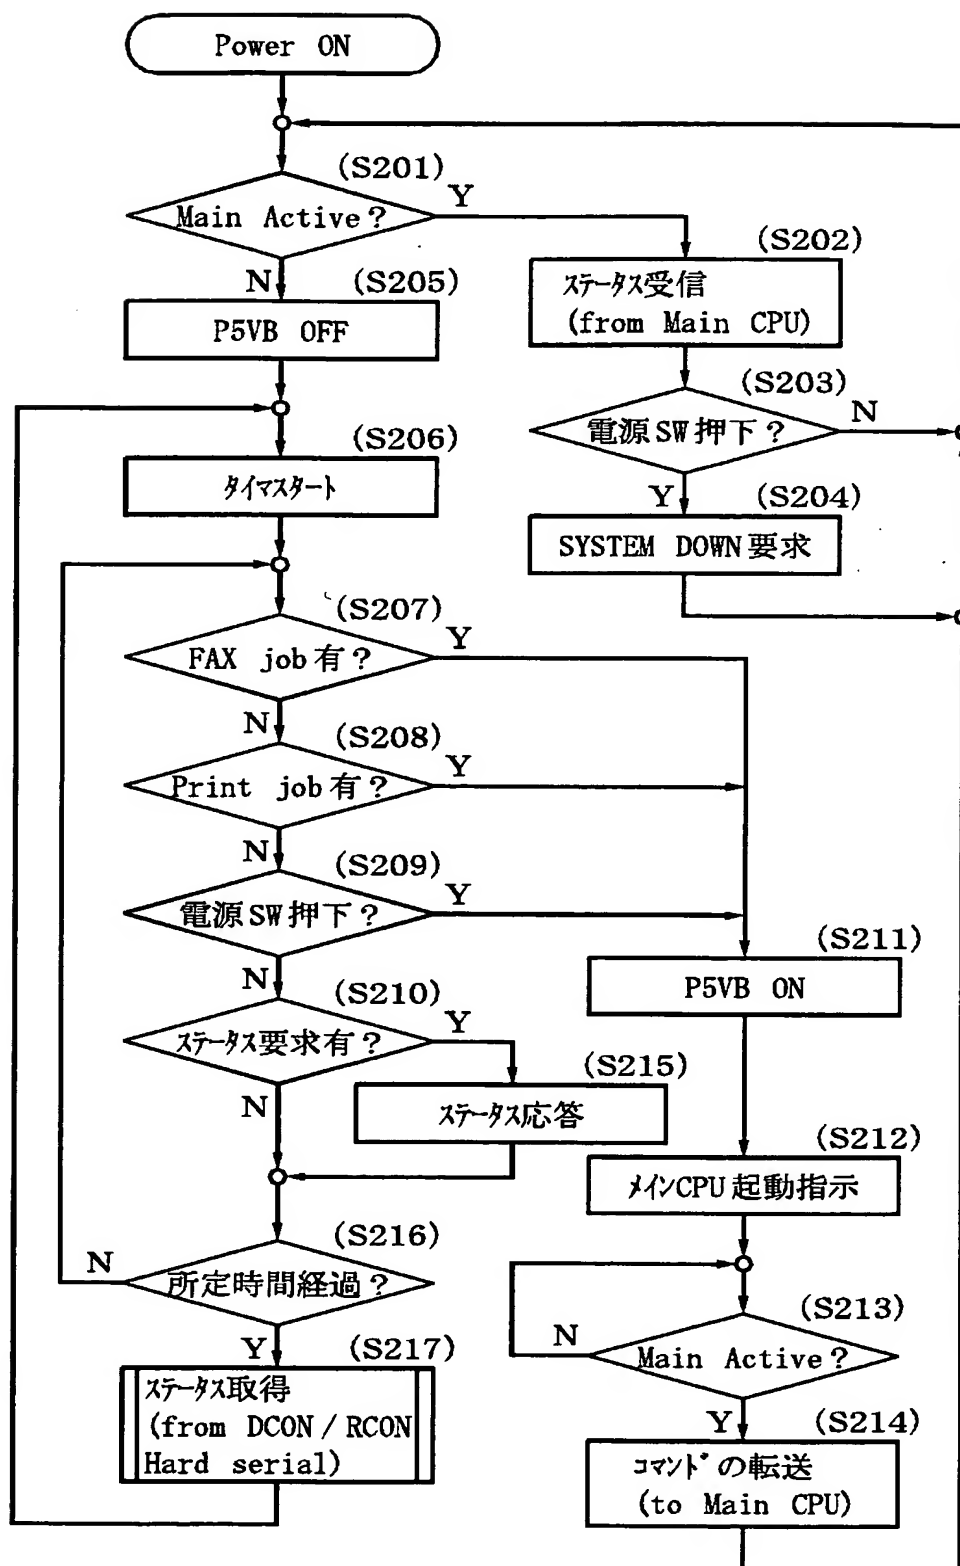 Power ON
(S201)
Main Active?
Y
N
(S202)
ステータス受信
(from Main CPU)
(S203)
電源SW押下?
N
Y
(S204)
SYSTEM DOWN要求
(S205)
P5VB OFF
(S206)
タイマスタート
(S207)
FAX job有?
Y
N
(S208)
Print job有?
Y
N
(S209)
電源SW押下?
Y
N
(S210)
ステータス要求有?
Y
N
(S215)
ステータス応答
(S216)
所定時間経過?
N
Y
(S217)
ステータス取得
(from DCON/RCON
Hard serial)
(S211)
P5VB ON
(S212)
メインCPU起動指示
(S213)
Main Active?
N
Y
(S214)
コマンドの転送
(to Main CPU)